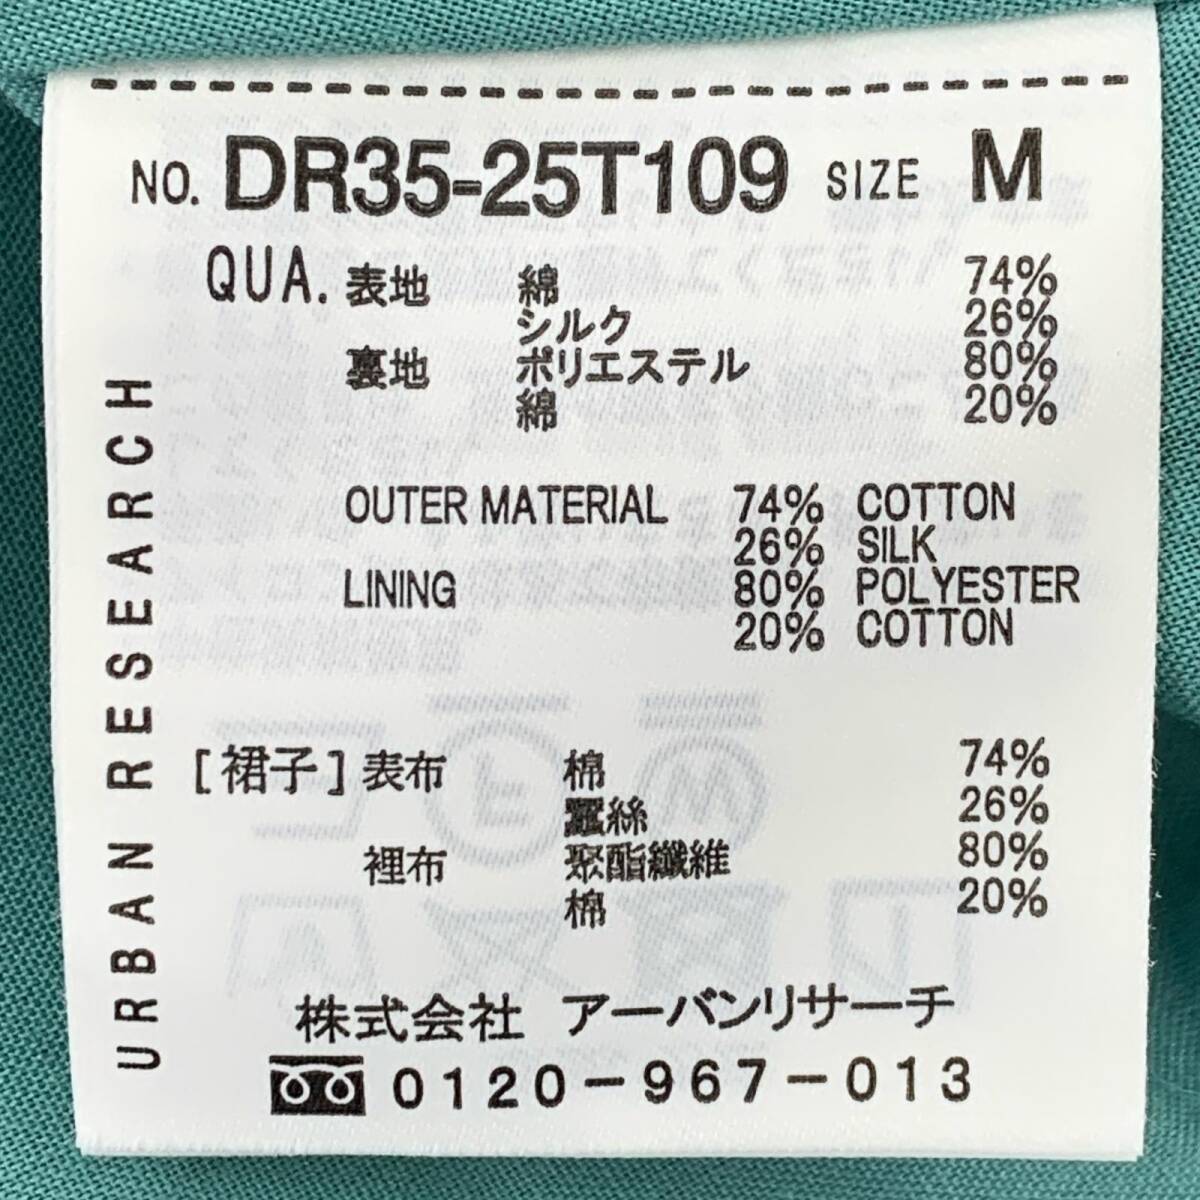 NO. DR35-25T109 SIZE M
QUA. 表地 綿 74%
シルク 26%
裏地 ポリエステル 80%
綿 20%
OUTER MATERIAL 74% COTTON
26% SILK
LINING 80% POLYESTER
20% COTTON
[裙子] 表布 棉 74%
蠶絲 26%
裡布 聚酯纖維 80%
棉 20%
株式会社 アーバンリサーチ
0120-967-013
URBAN RESEARCH